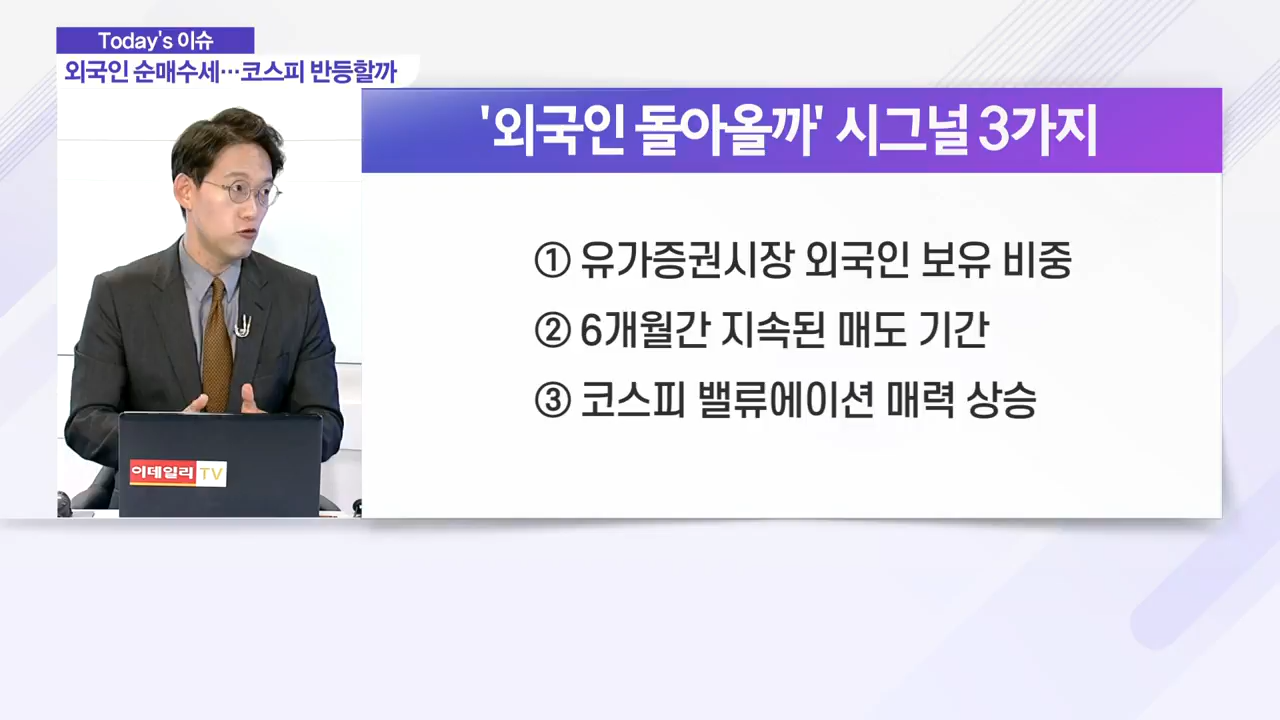 Today's 이슈
외국인 순매수세…코스피 반등할까
'외국인 돌아올까' 시그널 3가지
① 유가증권시장 외국인 보유 비중
② 6개월간 지속된 매도 기간
③ 코스피 밸류에이션 매력 상승
이데일리 TV